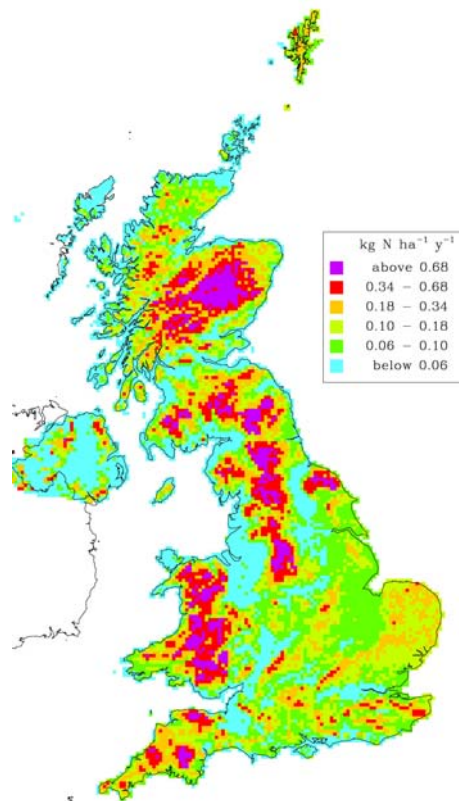 kg N ha⁻¹ y⁻¹
above 0.68
0.34 – 0.68
0.18 – 0.34
0.10 – 0.18
0.06 – 0.10
below 0.06